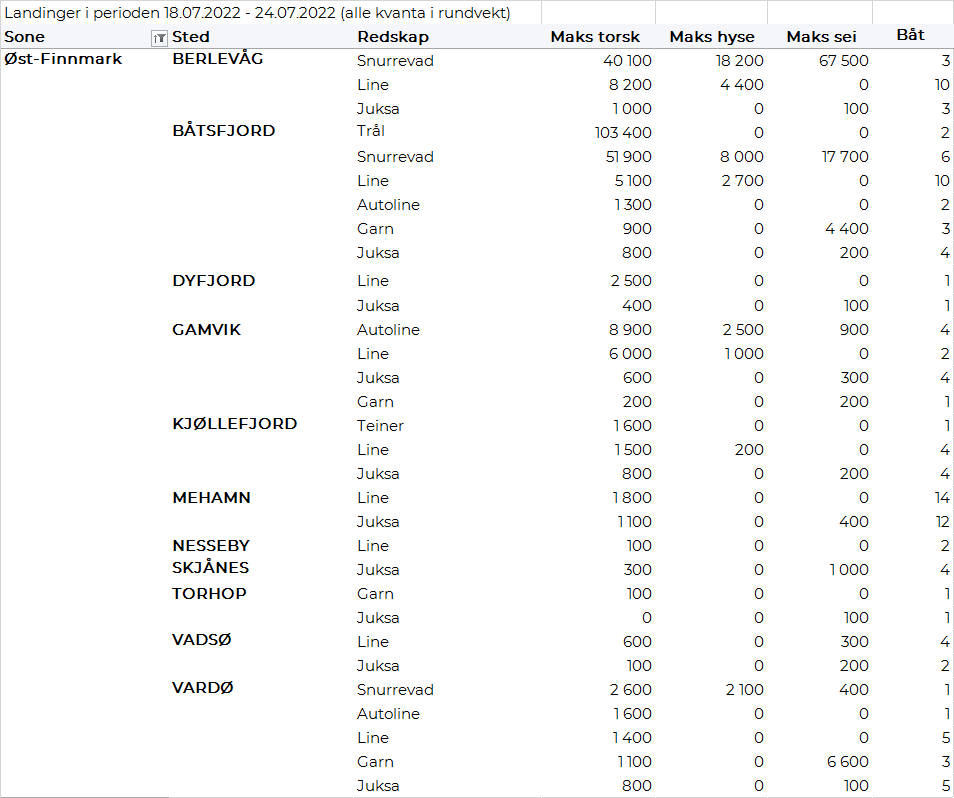 Landinger i perioden 18.07.2022 - 24.07.2022 (alle kvanta i rundvekt)
Sone Sted Redskap Maks torsk Maks hyse Maks sei Båt
Øst-Finnmark BERLEVÅG Snurrevad 40 100 18 200 67 500 3
Line 8 200 4 400 0 10
Juksa 1 000 0 100 3
BÅTSFJORD Trål 103 400 0 0 2
Snurrevad 51 900 8 000 17 700 6
Line 5 100 2 700 0 10
Autoline 1 300 0 0 2
Garn 900 0 4 400 3
Juksa 800 0 200 4
DYFJORD Line 2 500 0 0 1
Juksa 400 0 100 1
GAMVIK Autoline 8 900 2 500 900 4
Line 6 000 1 000 0 2
Juksa 600 0 300 4
Garn 200 0 200 1
KJØLLEFJORD Teiner 1 600 0 0 1
Line 1 500 200 0 4
Juksa 800 0 200 4
MEHAMN Line 1 800 0 0 14
Juksa 1 100 0 400 12
NESSEBY Line 100 0 0 2
SKJÅNES Juksa 300 0 1 000 4
TORHOP Garn 100 0 0 1
Juksa 0 0 100 1
VADSØ Line 600 0 300 4
Juksa 100 0 200 2
VARDØ Snurrevad 2 600 2 100 400 1
Autoline 1 600 0 0 1
Line 1 400 0 0 5
Garn 1 100 0 6 600 3
Juksa 800 0 100 5